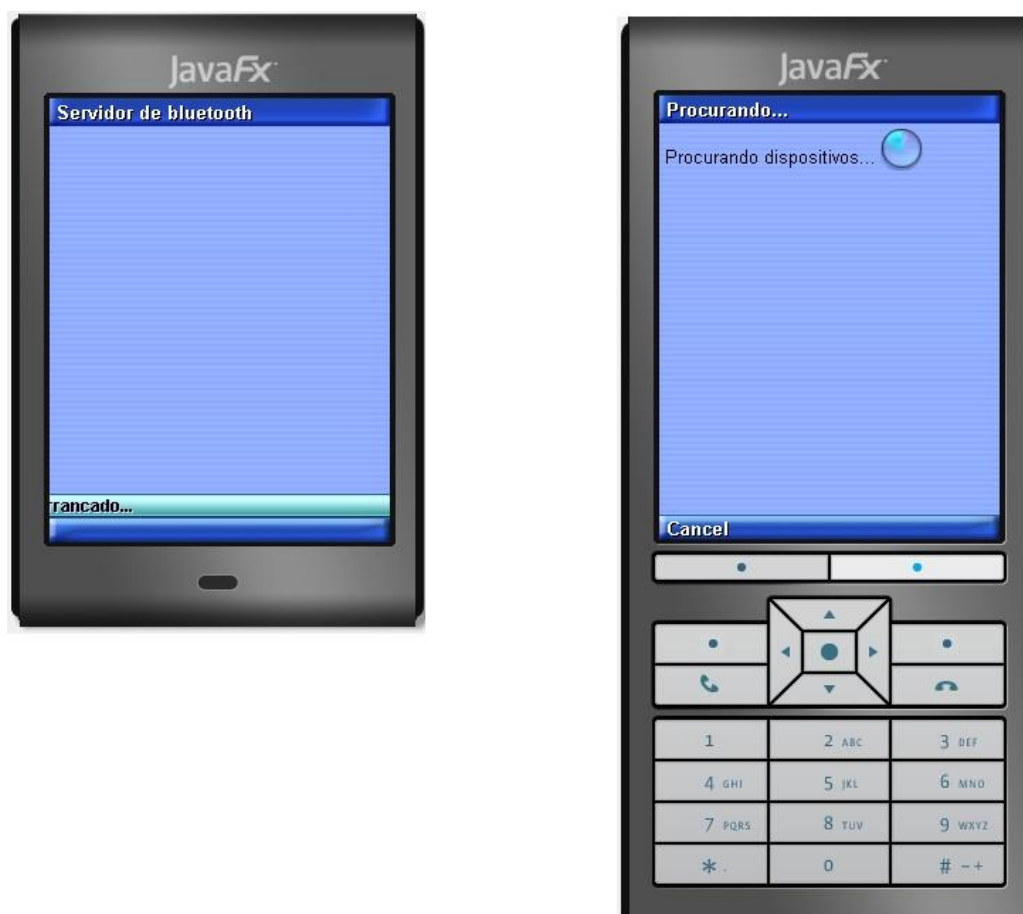 JavaFx
Servidor de bluetooth
rrancado...
JavaFx
Procurando...
Procurando dispositivos...
Cancel
1
2 ABC
3 DEF
4 GHI
5 JKL
6 MNO
7 PQRS
8 TUV
9 WXYZ
* .
0
# - +